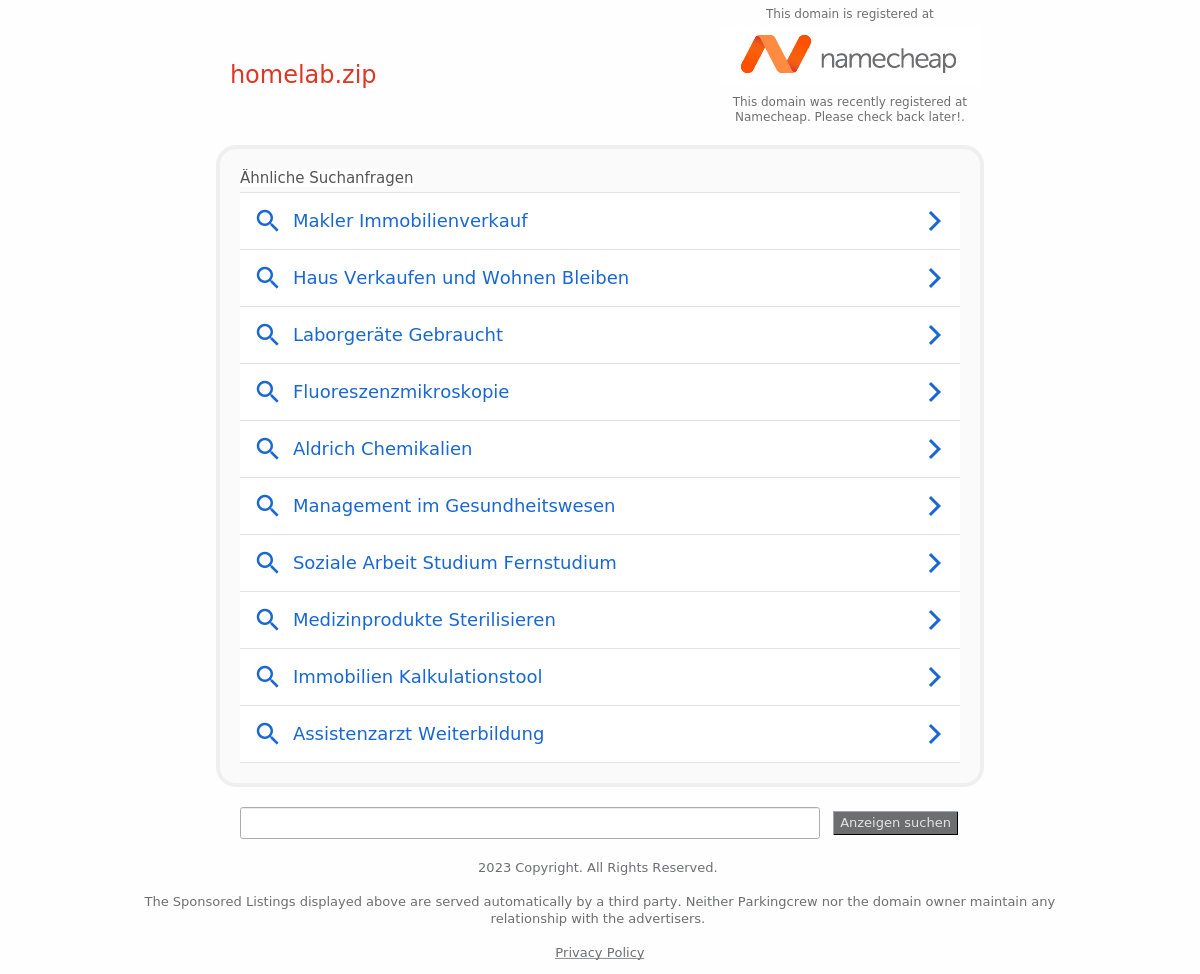 This domain is registered at
homelab.zip
namecheap
This domain was recently registered at
Namecheap. Please check back later!.
Ähnliche Suchanfragen
Makler Immobilienverkauf
Haus Verkaufen und Wohnen Bleiben
Laborgeräte Gebraucht
Fluoreszenzmikroskopie
Aldrich Chemikalien
Management im Gesundheitswesen
Soziale Arbeit Studium Fernstudium
Medizinprodukte Sterilisieren
Immobilien Kalkulationstool
Assistenzarzt Weiterbildung
Anzeigen suchen
2023 Copyright. All Rights Reserved.
The Sponsored Listings displayed above are served automatically by a third party. Neither Parkingcrew nor the domain owner maintain any
relationship with the advertisers.
Privacy Policy